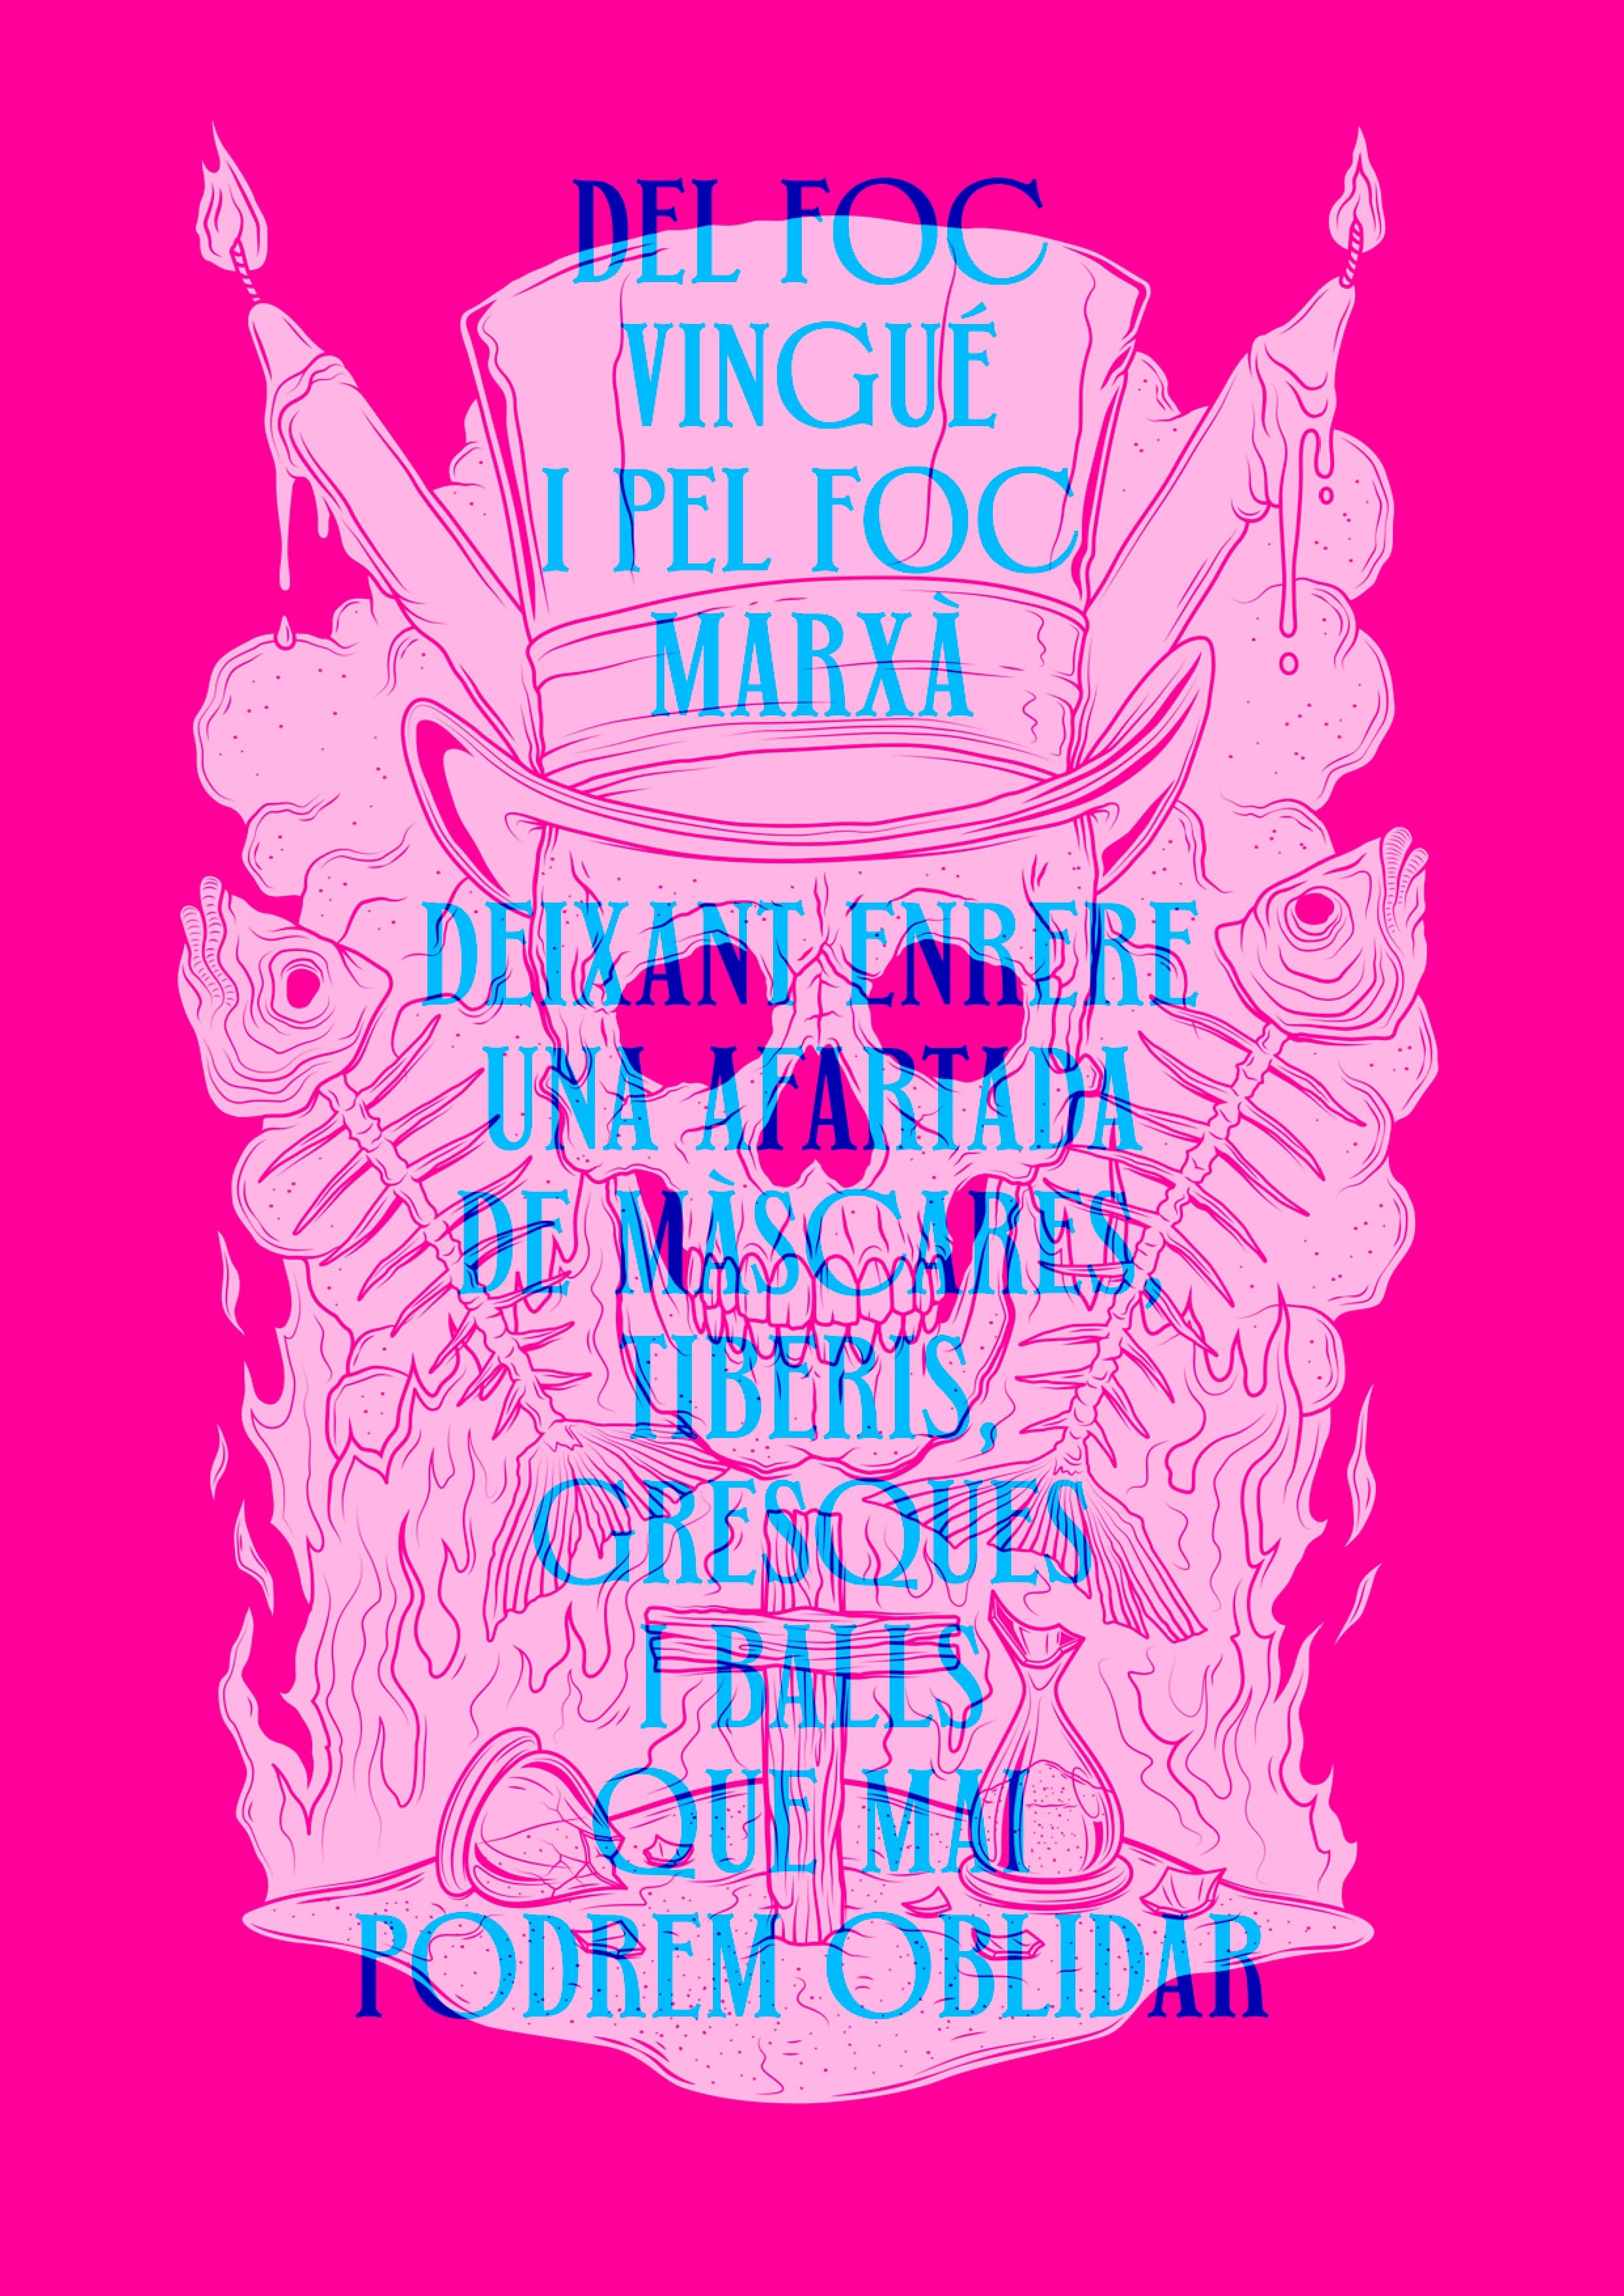 DEL FOC
VINGUÉ
I PEL FOC
MARXÀ
DEIXANT ENRERE
UNA AFARTADA
DE MÀSCARES,
TIBERIS,
GRESQUES
I BALLS
QUE MAI
PODREM OBLIDAR